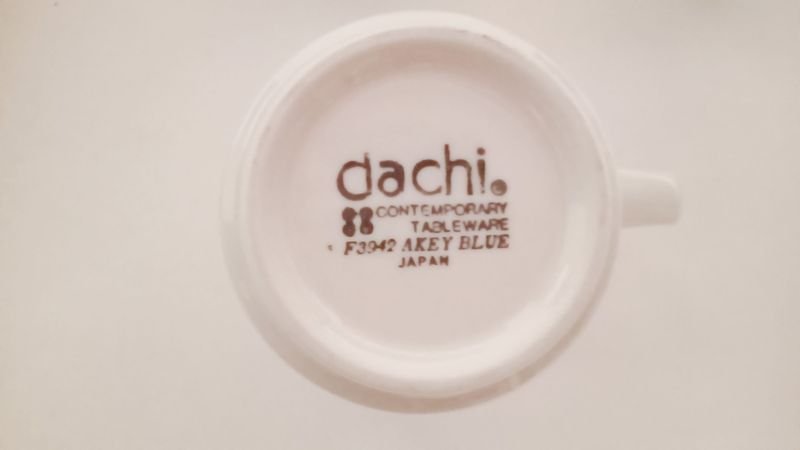 dachi.
CONTEMPORARY
TABLEWARE
F3942 AKEY BLUE
JAPAN